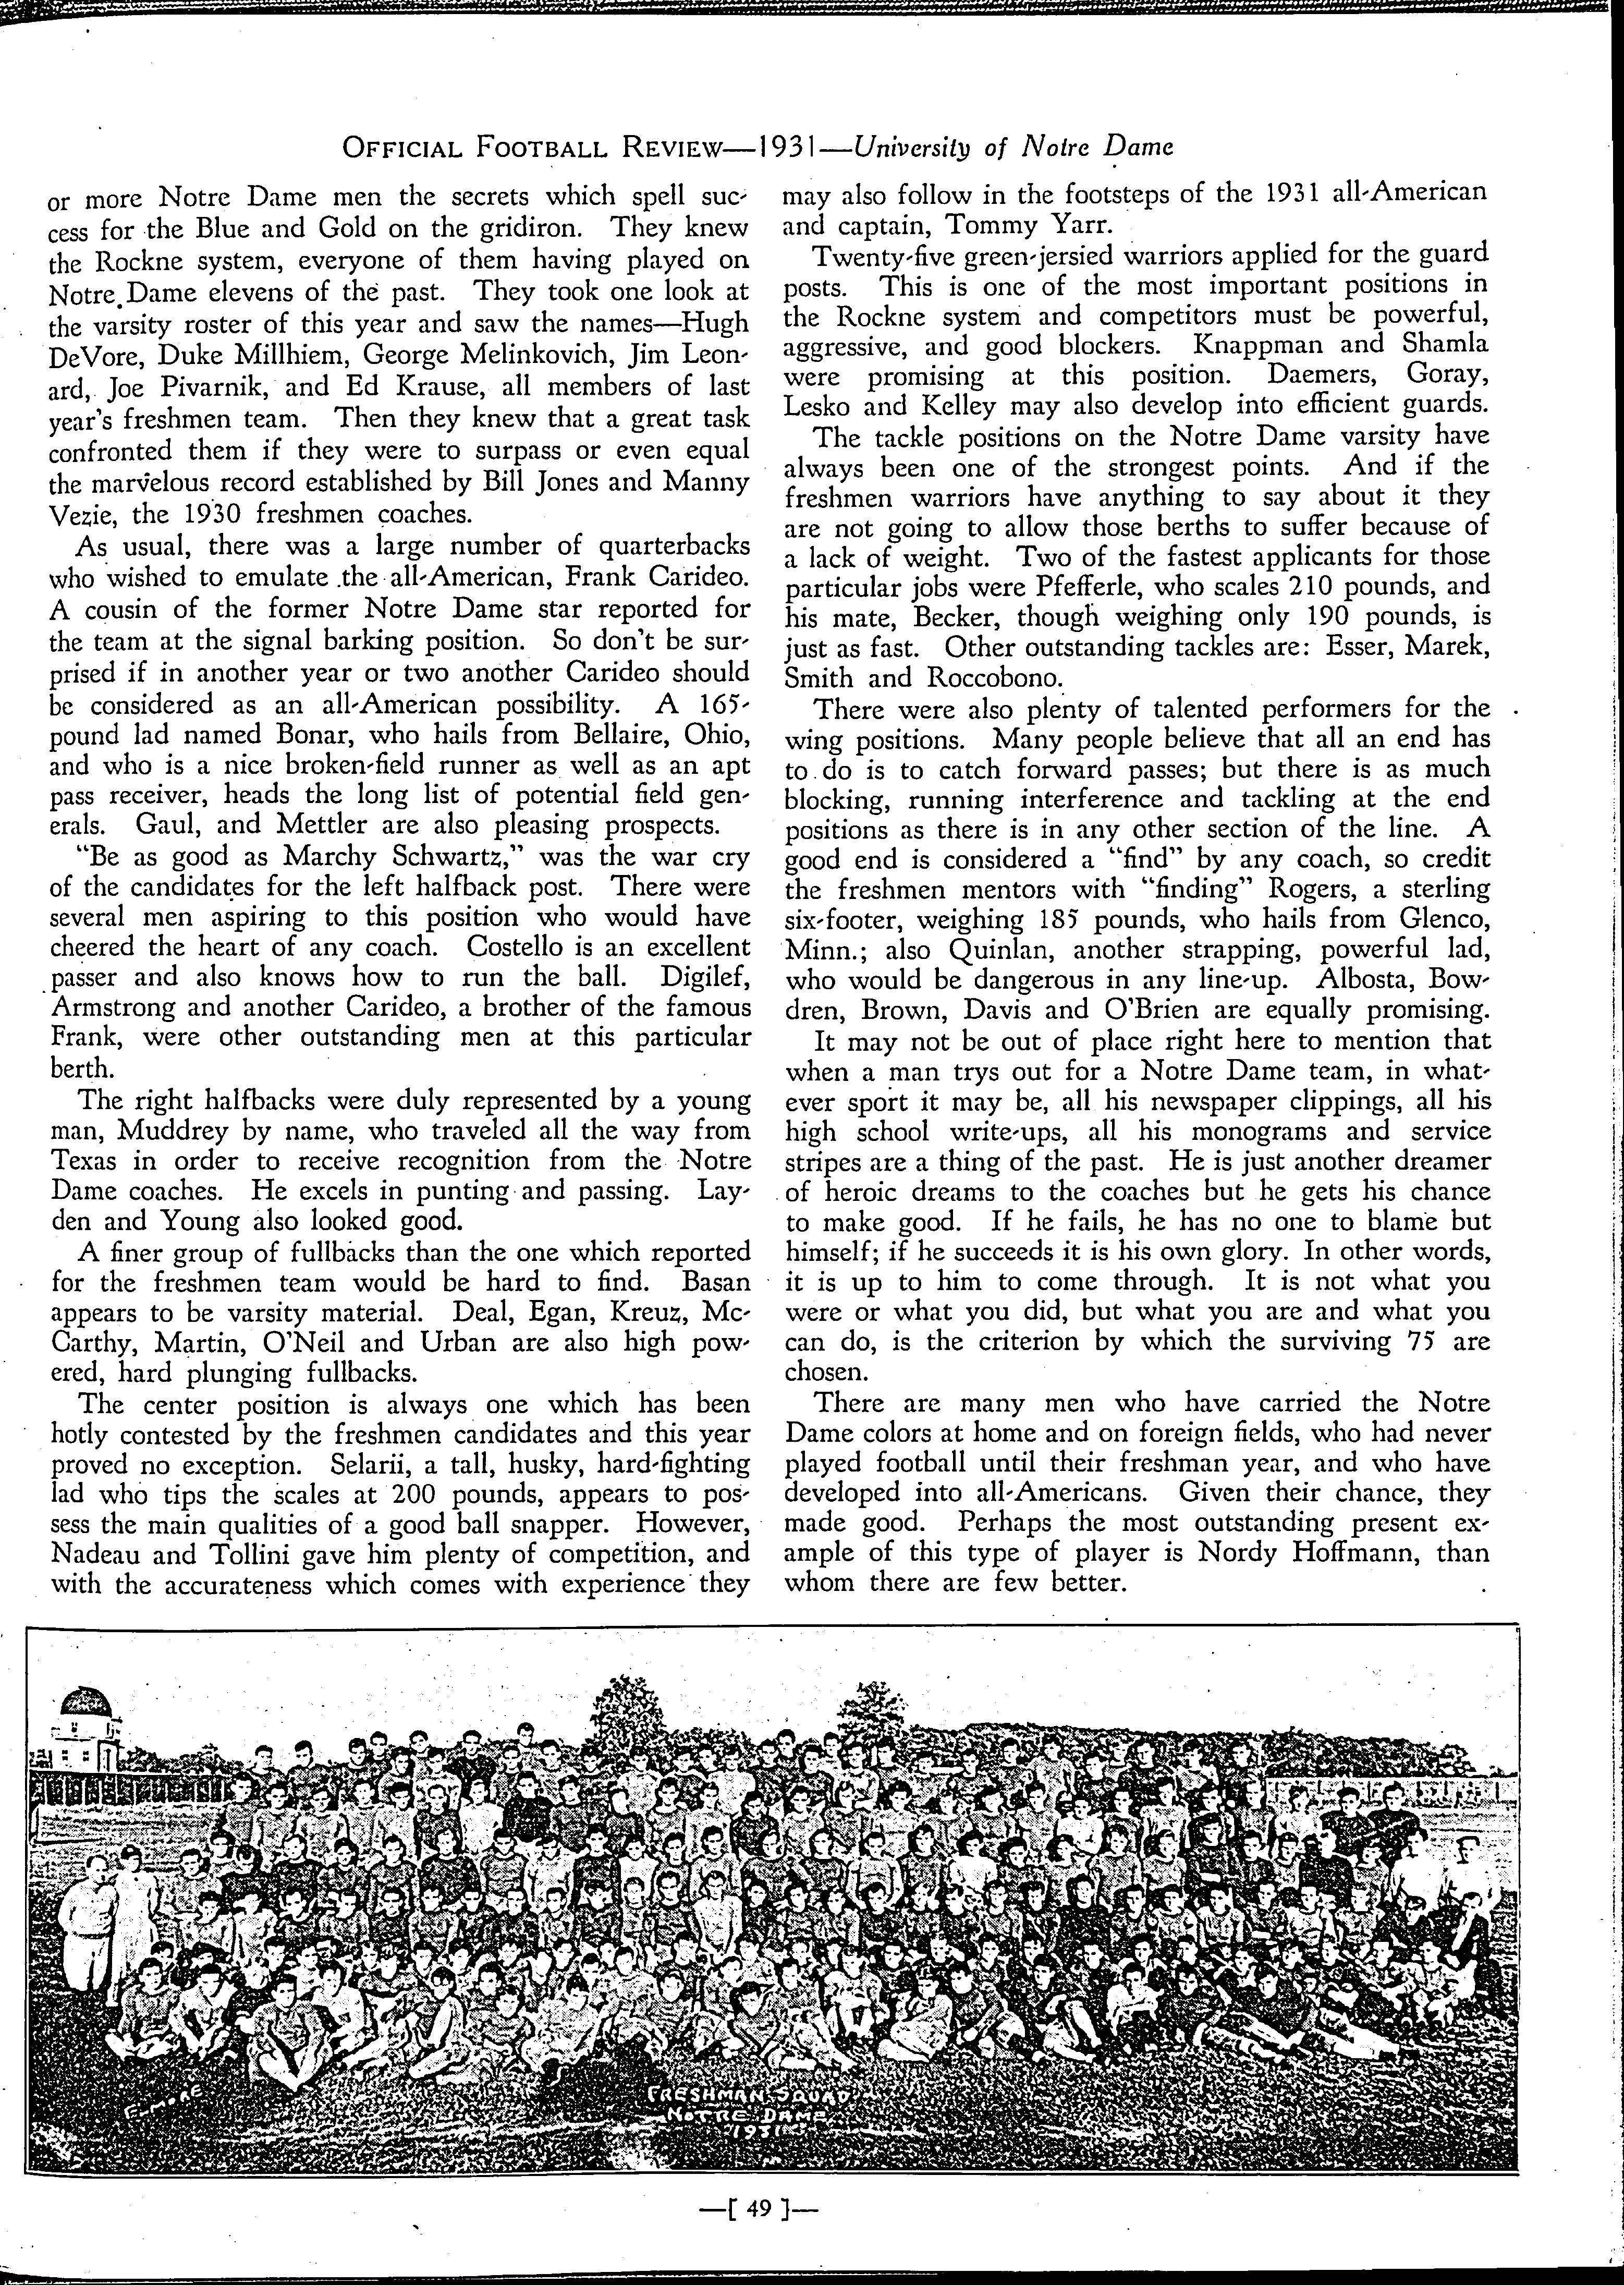 OFFICIAL FOOTBALL REVIEW—1931—University of Notre Dame
or more Notre Dame men the secrets which spell suc-
cess for the Blue and Gold on the gridiron. They knew
the Rockne system, everyone of them having played on
Notre Dame elevens of the past. They took one look at
the varsity roster of this year and saw the names—Hugh
DeVore, Duke Millhiem, George Melinkovich, Jim Leon-
ard, Joe Pivarnik, and Ed Krause, all members of last
year's freshmen team. Then they knew that a great task
confronted them if they were to surpass or even equal
the marvelous record established by Bill Jones and Manny
Vezie, the 1930 freshmen coaches.
As usual, there was a large number of quarterbacks
who wished to emulate the all-American, Frank Carideo.
A cousin of the former Notre Dame star reported for
the team at the signal barking position. So don't be sur-
prised if in another year or two another Carideo should
be considered as an all-American possibility. A 165-
pound lad named Bonar, who hails from Bellaire, Ohio,
and who is a nice broken-field runner as well as an apt
pass receiver, heads the long list of potential field gen-
erals. Gaul, and Mettler are also pleasing prospects.
"Be as good as Marchy Schwartz," was the war cry
of the candidates for the left halfback post. There were
several men aspiring to this position who would have
cheered the heart of any coach. Costello is an excellent
passer and also knows how to run the ball. Digilef,
Armstrong and another Carideo, a brother of the famous
Frank, were other outstanding men at this particular
berth.
The right halfbacks were duly represented by a young
man, Muddrey by name, who traveled all the way from
Texas in order to receive recognition from the Notre
Dame coaches. He excels in punting and passing. Lay-
den and Young also looked good.
A finer group of fullbacks than the one which reported
for the freshmen team would be hard to find. Basan
appears to be varsity material. Deal, Egan, Kreuz, Mc-
Carthy, Martin, O'Neil and Urban are also high pow-
ered, hard plunging fullbacks.
The center position is always one which has been
hotly contested by the freshmen candidates and this year
proved no exception. Selarii, a tall, husky, hard-fighting
lad who tips the scales at 200 pounds, appears to pos-
sess the main qualities of a good ball snapper. However,
Nadeau and Tollini gave him plenty of competition, and
with the accurateness which comes with experience they
may also follow in the footsteps of the 1931 all-American
and captain, Tommy Yarr.
Twenty-five green-jersied warriors applied for the guard
posts. This is one of the most important positions in
the Rockne system and competitors must be powerful,
aggressive, and good blockers. Knappman and Shamla
were promising at this position. Daemers, Goray,
Lesko and Kelley may also develop into efficient guards.
The tackle positions on the Notre Dame varsity have
always been one of the strongest points. And if the
freshmen warriors have anything to say about it they
are not going to allow those berths to suffer because of
a lack of weight. Two of the fastest applicants for those
particular jobs were Pfefferle, who scales 210 pounds, and
his mate, Becker, though weighing only 190 pounds, is
just as fast. Other outstanding tackles are: Esser, Marek,
Smith and Roccobono.
There were also plenty of talented performers for the
wing positions. Many people believe that all an end has
to do is to catch forward passes; but there is as much
blocking, running interference and tackling at the end
positions as there is in any other section of the line. A
good end is considered a "find" by any coach, so credit
the freshmen mentors with "finding" Rogers, a sterling
six-footer, weighing 185 pounds, who hails from Glenco,
Minn.; also Quinlan, another strapping, powerful lad,
who would be dangerous in any line-up. Albosta, Bow-
dren, Brown, Davis and O'Brien are equally promising.
It may not be out of place right here to mention that
when a man trys out for a Notre Dame team, in what-
ever sport it may be, all his newspaper clippings, all his
high school write-ups, all his monograms and service
stripes are a thing of the past. He is just another dreamer
of heroic dreams to the coaches but he gets his chance
to make good. If he fails, he has no one to blame but
himself; if he succeeds it is his own glory. In other words,
it is up to him to come through. It is not what you
were or what you did, but what you are and what you
can do, is the criterion by which the surviving 75 are
chosen.
There are many men who have carried the Notre
Dame colors at home and on foreign fields, who had never
played football until their freshman year, and who have
developed into all-Americans. Given their chance, they
made good. Perhaps the most outstanding present ex-
ample of this type of player is Nordy Hoffmann, than
whom there are few better.
FRESHMAN SQUAD
NOTRE DAME
1931
—[ 49 ]—